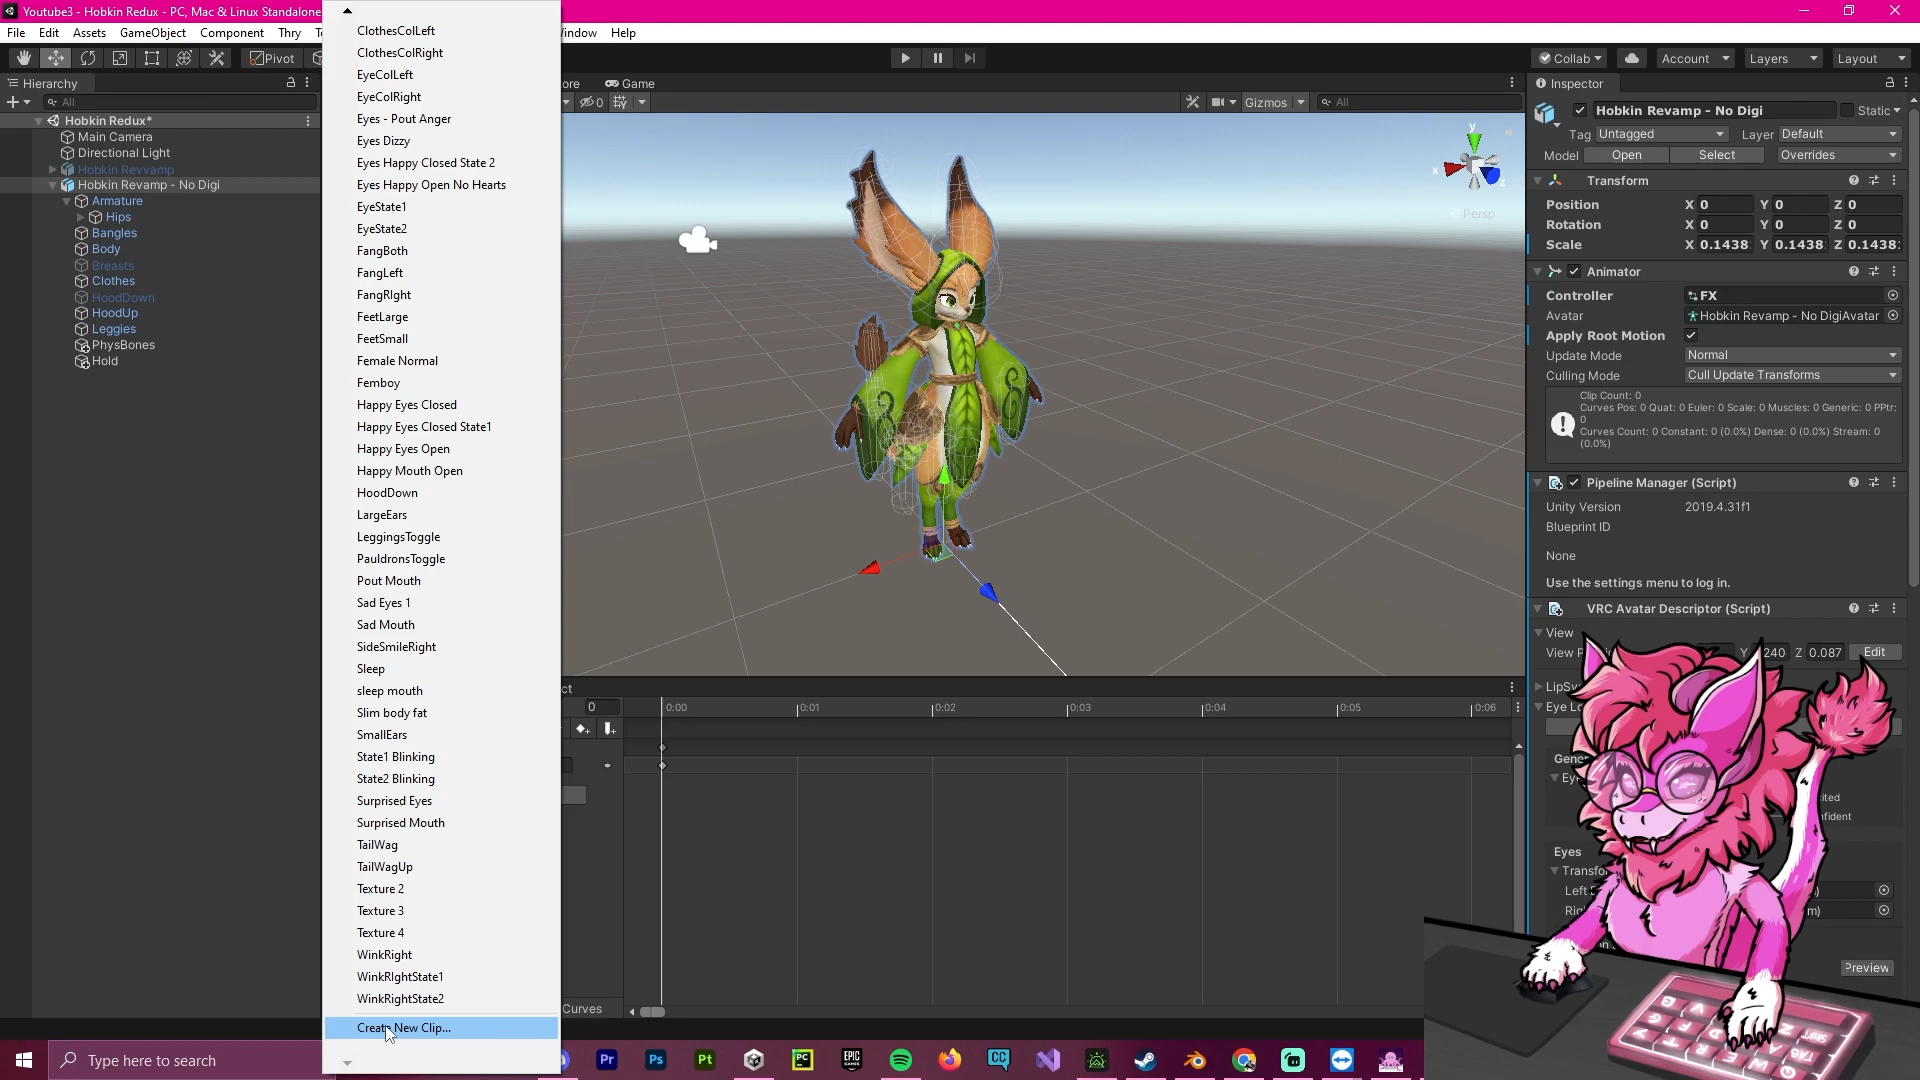 Youtube3 - Hobkin Redux - PC, Mac & Linux Standalone
File Edit Assets GameObject Component Thry
Window Help
Pivot
Collab
Account
Layers
Layout
Hierarchy
All
Hobkin Redux*
Main Camera
Directional Light
Hobkin Revvamp
Hobkin Revamp - No Digi
Armature
Hips
Bangles
Body
Breasts
Clothes
HoodDown
HoodUp
Leggies
PhysBones
Hold
ClothesColLeft
ClothesColRight
EyeColLeft
EyeColRight
Eyes - Pout Anger
Eyes Dizzy
Eyes Happy Closed State 2
Eyes Happy Open No Hearts
EyeState1
EyeState2
FangBoth
FangLeft
FangRIght
FeetLarge
FeetSmall
Female Normal
Femboy
Happy Eyes Closed
Happy Eyes Closed State1
Happy Eyes Open
Happy Mouth Open
HoodDown
LargeEars
LeggingsToggle
PauldronsToggle
Pout Mouth
Sad Eyes 1
Sad Mouth
SideSmileRight
Sleep
sleep mouth
Slim body fat
SmallEars
State1 Blinking
State2 Blinking
Surprised Eyes
Surprised Mouth
TailWag
TailWagUp
Texture 2
Texture 3
Texture 4
WinkRight
WinkRIghtState1
WinkRightState2
Create New Clip...
Game
0
Gizmos
All
y
x
z
Persp
0
0:00
0:01
0:02
0:03
0:04
0:05
0:06
Curves
Inspector
Hobkin Revamp - No Digi
Static
Tag Untagged
Layer Default
Model Open Select Overrides
Transform
Position X 0 Y 0 Z 0
Rotation X 0 Y 0 Z 0
Scale X 0.1438 Y 0.1438 Z 0.1438
Animator
Controller FX
Avatar Hobkin Revamp - No DigiAvatar
Apply Root Motion
Update Mode Normal
Culling Mode Cull Update Transforms
Clip Count: 0
Curves Pos: 0 Quat: 0 Euler: 0 Scale: 0 Muscles: 0 Generic: 0 PPtr:
0
Curves Count: 0 Constant: 0 (0.0%) Dense: 0 (0.0%) Stream: 0
(0.0%)
Pipeline Manager (Script)
Unity Version 2019.4.31f1
Blueprint ID
None
Use the settings menu to log in.
VRC Avatar Descriptor (Script)
View
Y 240 Z 0.087 Edit
Eyes
Preview
Type here to search
Pr
Ps
Pt
PC
EPIC GAMES
CC